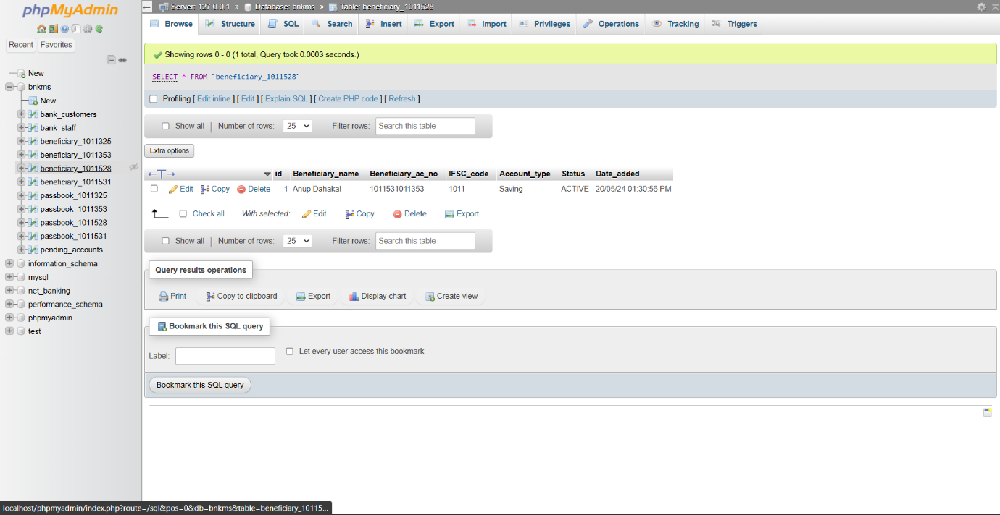 phpMyAdmin
Recent Favorites
New
bnkms
New
bank_customers
bank_staff
beneficiary_1011325
beneficiary_1011353
beneficiary_1011528
beneficiary_1011531
passbook_1011325
passbook_1011353
passbook_1011528
passbook_1011531
pending_accounts
information_schema
mysql
net_banking
performance_schema
phpmyadmin
test
Server: 127.0.0.1 » Database: bnkms » Table: beneficiary_1011528
Browse Structure SQL Search Insert Export Import Privileges Operations Tracking Triggers
Showing rows 0 - 0 (1 total, Query took 0.0003 seconds.)
SELECT * FROM `beneficiary_1011528`
Profiling [ Edit inline ] [ Edit ] [ Explain SQL ] [ Create PHP code ] [ Refresh ]
Show all | Number of rows: 25 Filter rows: Search this table
Extra options
←T→ id Beneficiary_name Beneficiary_ac_no IFSC_code Account_type Status Date_added
Edit Copy Delete 1 Anup Dahakal 1011531011353 1011 Saving ACTIVE 20/05/24 01:30:56 PM
Check all With selected: Edit Copy Delete Export
Show all | Number of rows: 25 Filter rows: Search this table
Query results operations
Print Copy to clipboard Export Display chart Create view
Bookmark this SQL query
Label: Let every user access this bookmark
Bookmark this SQL query
localhost/phpmyadmin/index.php?route=/sql&pos=0&db=bnkms&table=beneficiary_10115...